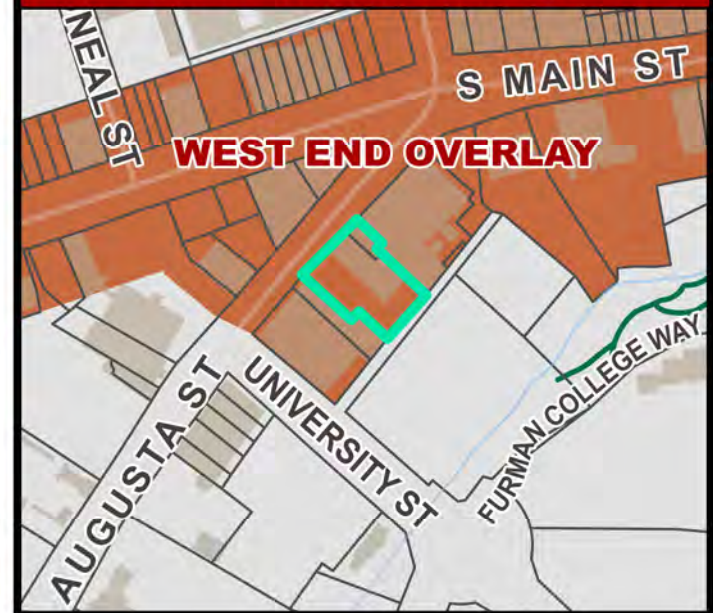 NEAL ST
S MAIN ST
WEST END OVERLAY
AUGUSTA ST
UNIVERSITY ST
FURMAN COLLEGE WAY